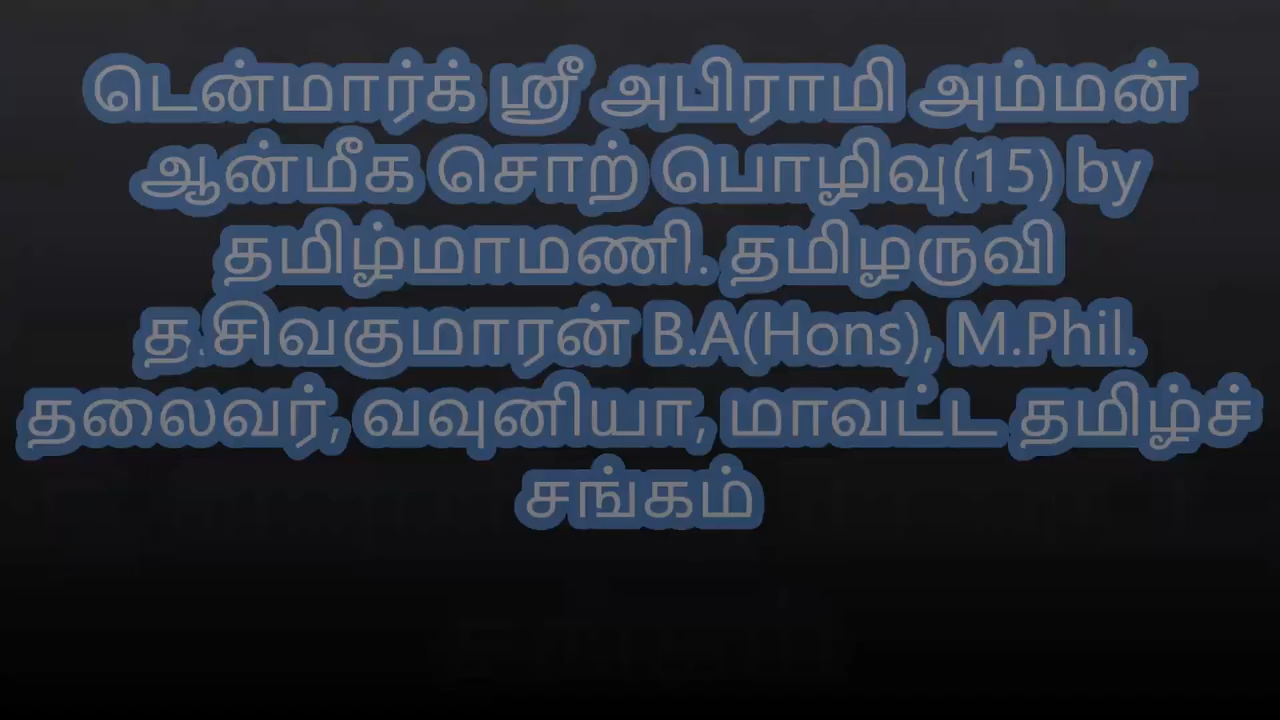 டென்மார்க் ஸ்ரீ அபிராமி அம்மன்
ஆன்மீக சொற் பொழிவு(15) by
தமிழ்மாமணி. தமிழருவி
த.சிவகுமாரன் B.A(Hons), M.Phil.
தலைவர், வவுனியா, மாவட்ட தமிழ்ச்
சங்கம்